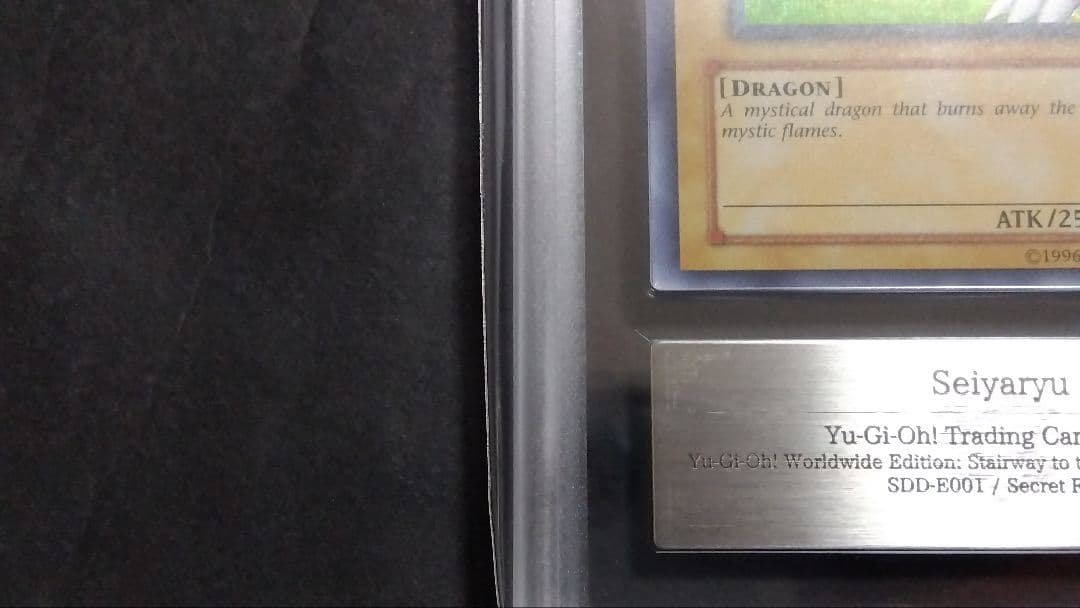 [DRAGON]
A mystical dragon that burns away the
mystic flames.
ATK/25
©1996
Seiyaryu
Yu-Gi-Oh! Trading Car
Yu-Gi-Oh! Worldwide Edition: Stairway to t
SDD-E001 / Secret R